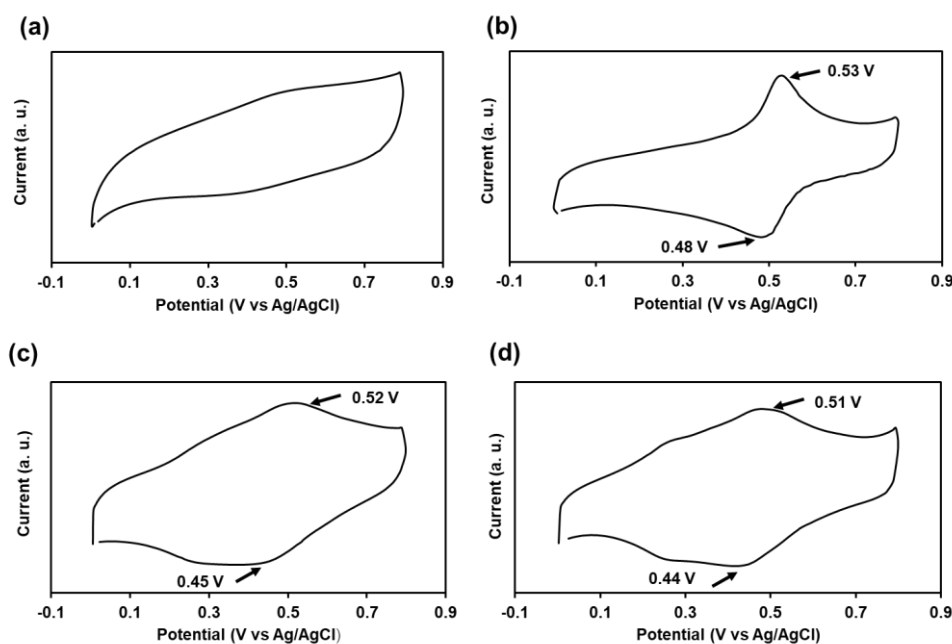 (a)
Current (a. u.)
-0.1 0.1 0.3 0.5 0.7 0.9
Potential (V vs Ag/AgCl)
(b)
0.53 V
Current (a. u.)
0.48 V
-0.1 0.1 0.3 0.5 0.7 0.9
Potential (V vs Ag/AgCl)
(c)
0.52 V
Current (a. u.)
0.45 V
-0.1 0.1 0.3 0.5 0.7 0.9
Potential (V vs Ag/AgCl)
(d)
0.51 V
Current (a. u.)
0.44 V
-0.1 0.1 0.3 0.5 0.7 0.9
Potential (V vs Ag/AgCl)